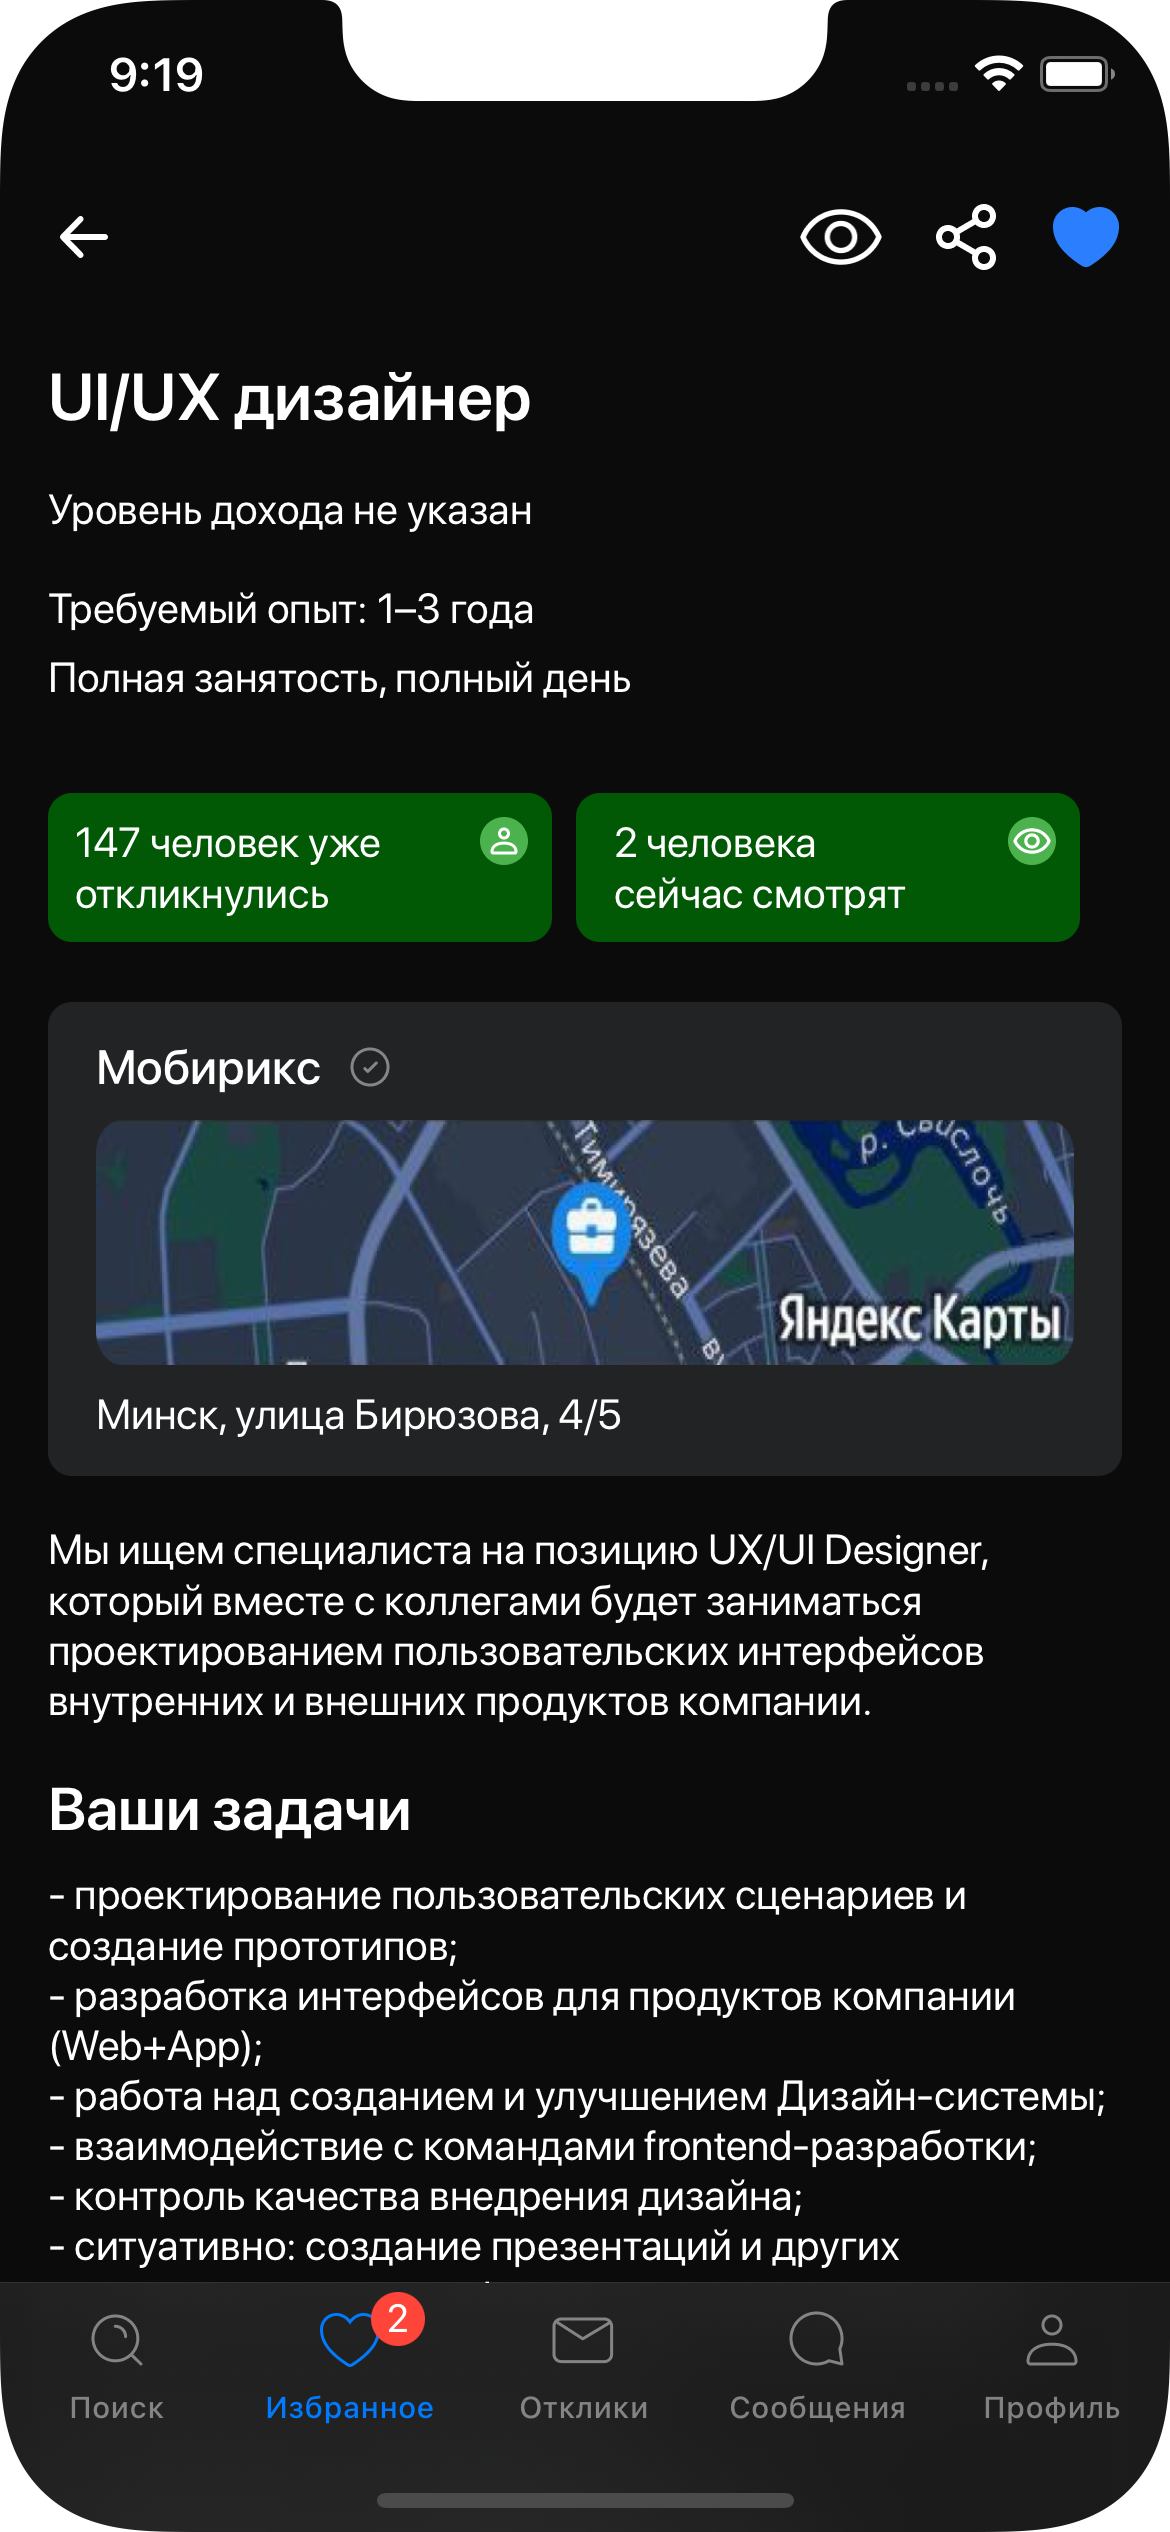 9:19
UI/UX дизайнер
Уровень дохода не указан
Требуемый опыт: 1–3 года
Полная занятость, полный день
147 человек уже
откликнулись
2 человека
сейчас смотрят
Мобирикс
р. Свислочь
Тимирязева
Яндекс Карты
Минск, улица Бирюзова, 4/5
Мы ищем специалиста на позицию UX/UI Designer,
который вместе с коллегами будет заниматься
проектированием пользовательских интерфейсов
внутренних и внешних продуктов компании.
Ваши задачи
- проектирование пользовательских сценариев и
создание прототипов;
- разработка интерфейсов для продуктов компании
(Web+App);
- работа над созданием и улучшением Дизайн-системы;
- взаимодействие с командами frontend-разработки;
- контроль качества внедрения дизайна;
- ситуативно: создание презентаций и других
2
Поиск
Избранное
Отклики
Сообщения
Профиль